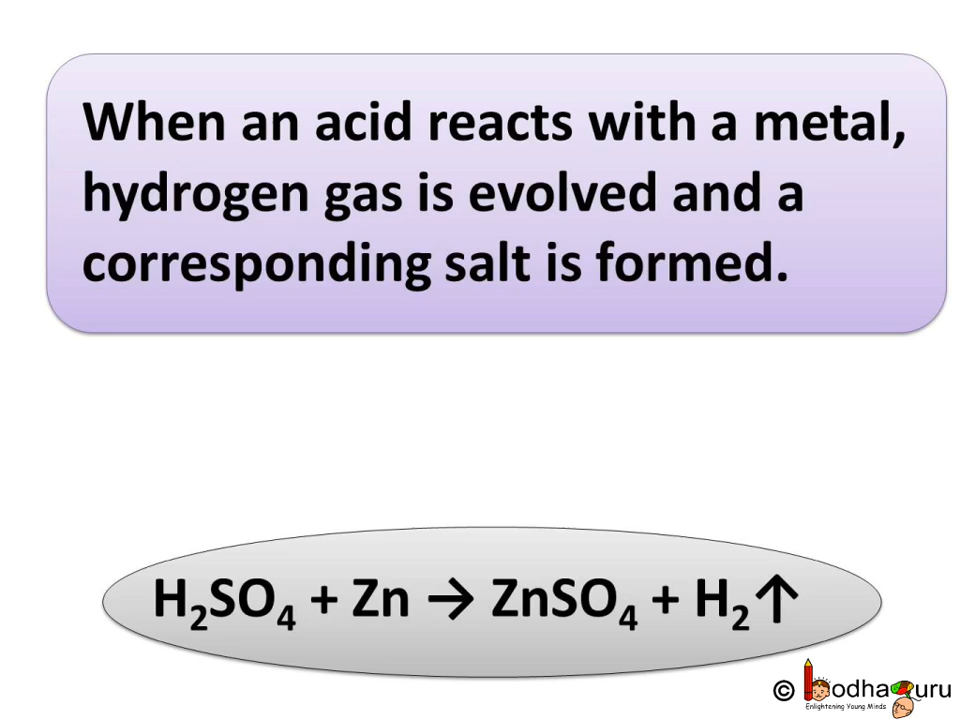 When an acid reacts with a metal,
hydrogen gas is evolved and a
corresponding salt is formed.
H₂SO₄ + Zn → ZnSO₄ + H₂↑
© BodhaGuru
Enlightening Young Minds